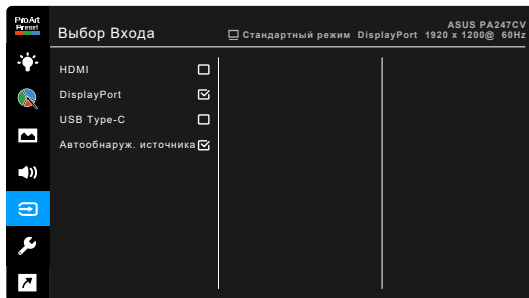 ProArt
Preset
Выбор Входа
ASUS PA247CV
Стандартный режим DisplayPort 1920 x 1200@ 60Hz
HDMI
DisplayPort
USB Type-C
Автообнаруж. источника